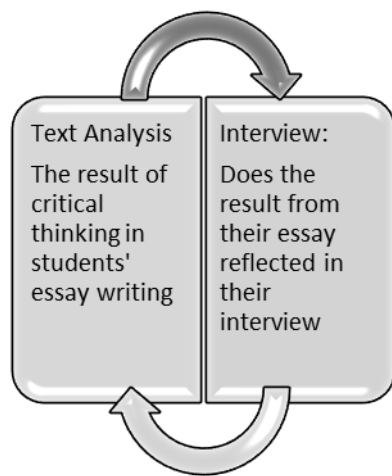 Text Analysis
The result of
critical
thinking in
students'
essay writing
Interview:
Does the
result from
their essay
reflected in
their
interview